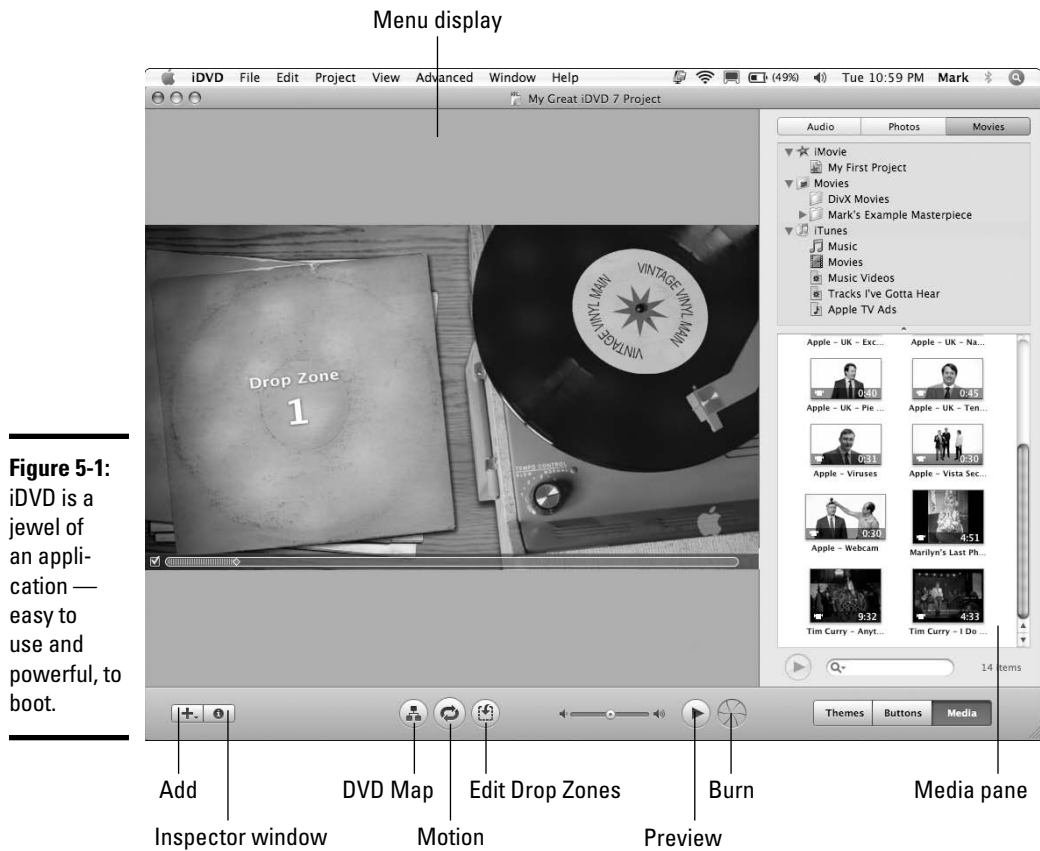 Menu display
iDVD File Edit Project View Advanced Window Help (49%) Tue 10:59 PM Mark
My Great iDVD 7 Project
Audio Photos Movies
iMovie
My First Project
Movies
DivX Movies
Mark's Example Masterpiece
iTunes
Music
Movies
Music Videos
Tracks I've Gotta Hear
Apple TV Ads
VINTAGE VINYL MAIN
VINTAGE VINYL MAIN
Drop Zone
1
TEMPO CONTROL
Apple – UK – Exc... Apple – UK – Na...
0:40 0:45
Apple – UK – Pie ... Apple – UK – Ten...
0:31 0:30
Apple – Viruses Apple – Vista Sec...
0:30 4:51
Apple – Webcam Marilyn's Last Ph...
9:32 4:33
Tim Curry – Anyt... Tim Curry – I Do ...
14 items
Themes Buttons Media
Figure 5-1:
iDVD is a
jewel of
an appli-
cation —
easy to
use and
powerful, to
boot.
Add DVD Map Edit Drop Zones Burn Media pane
Inspector window Motion Preview